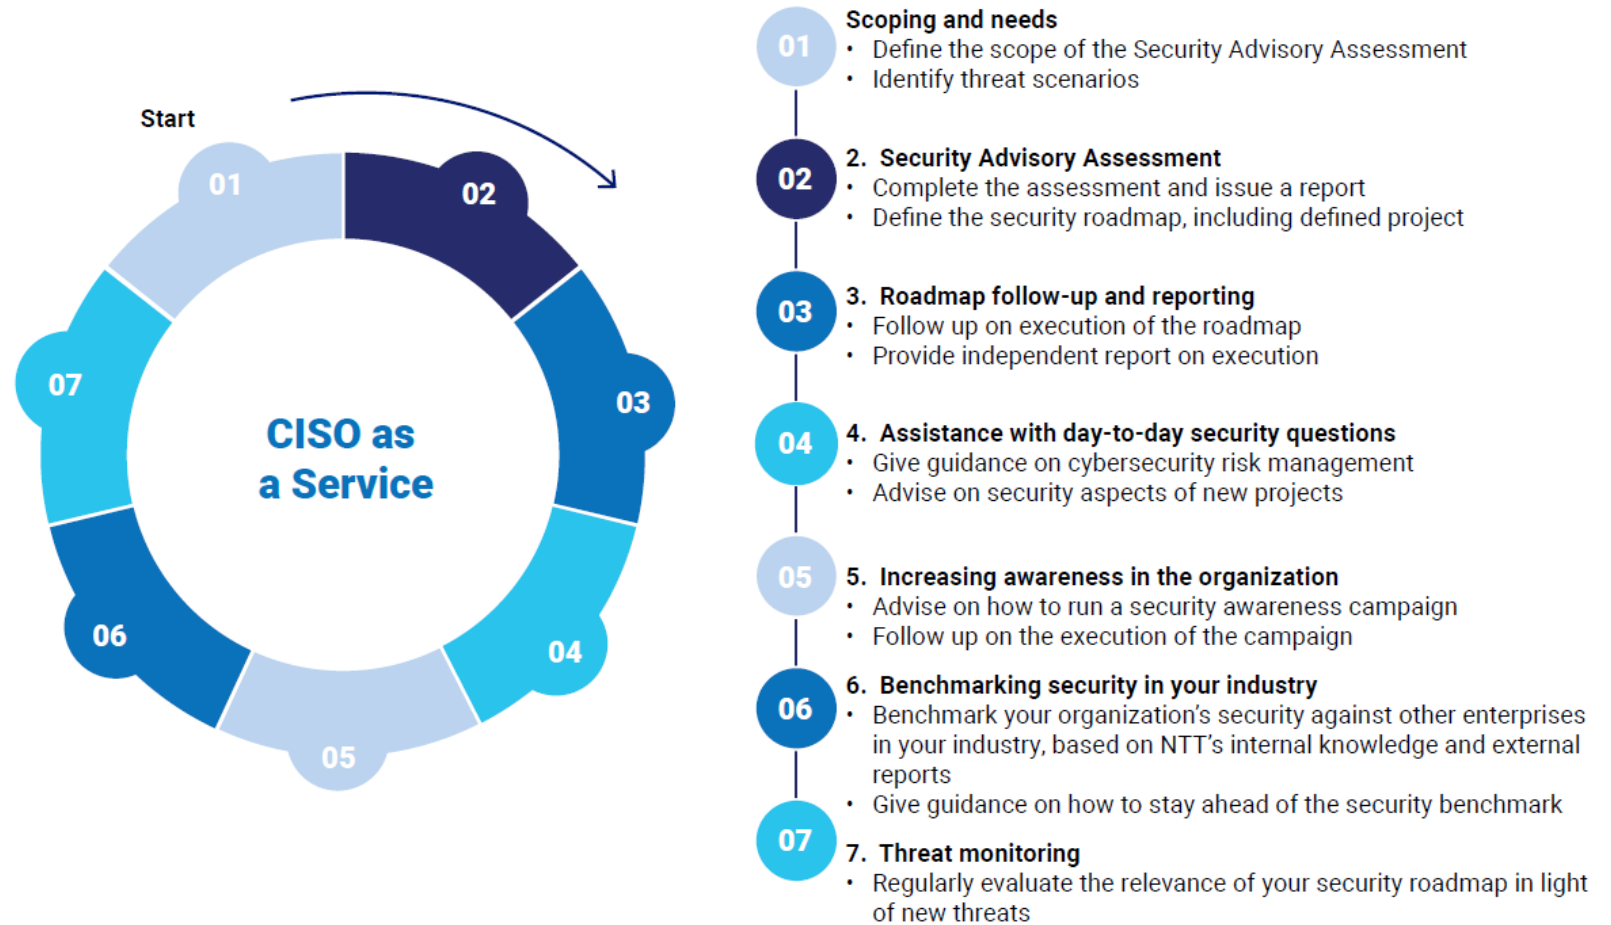 Start
01
02
03
04
05
06
07
CISO as
a Service
01
Scoping and needs
• Define the scope of the Security Advisory Assessment
• Identify threat scenarios
02
2. Security Advisory Assessment
• Complete the assessment and issue a report
• Define the security roadmap, including defined project
03
3. Roadmap follow-up and reporting
• Follow up on execution of the roadmap
• Provide independent report on execution
04
4. Assistance with day-to-day security questions
• Give guidance on cybersecurity risk management
• Advise on security aspects of new projects
05
5. Increasing awareness in the organization
• Advise on how to run a security awareness campaign
• Follow up on the execution of the campaign
06
6. Benchmarking security in your industry
• Benchmark your organization’s security against other enterprises
in your industry, based on NTT’s internal knowledge and external
reports
• Give guidance on how to stay ahead of the security benchmark
07
7. Threat monitoring
• Regularly evaluate the relevance of your security roadmap in light
of new threats